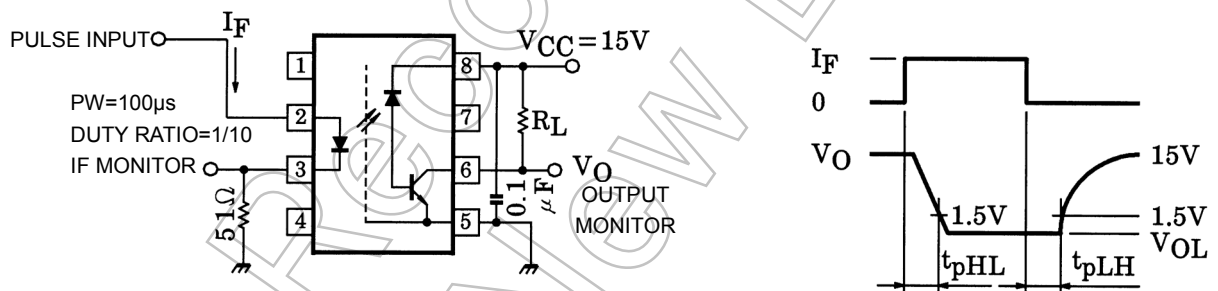 PULSE INPUT
I_F
PW=100μs
DUTY RATIO=1/10
IF MONITOR
51Ω
1
2
3
4
8
7
6
5
V_CC=15V
R_L
V_O
OUTPUT
MONITOR
0.1
μF
I_F
0
V_O
15V
1.5V
1.5V
V_OL
t_pHL
t_pLH